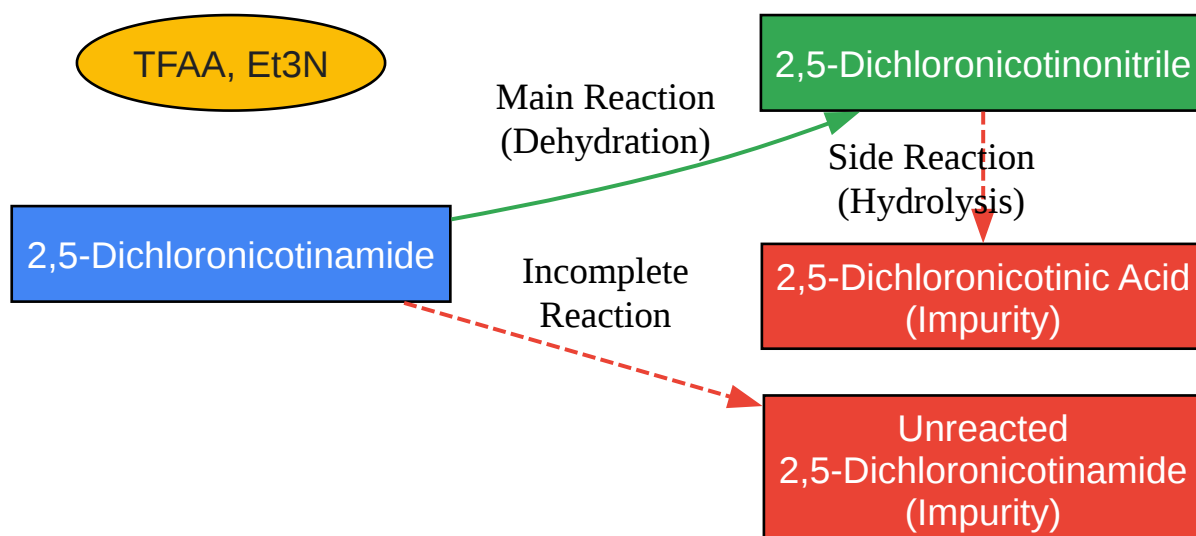 TFAA, Et3N
2,5-Dichloronicotinonitrile
Main Reaction
(Dehydration)
Side Reaction
(Hydrolysis)
2,5-Dichloronicotinamide
2,5-Dichloronicotinic Acid
(Impurity)
Incomplete
Reaction
Unreacted
2,5-Dichloronicotinamide
(Impurity)